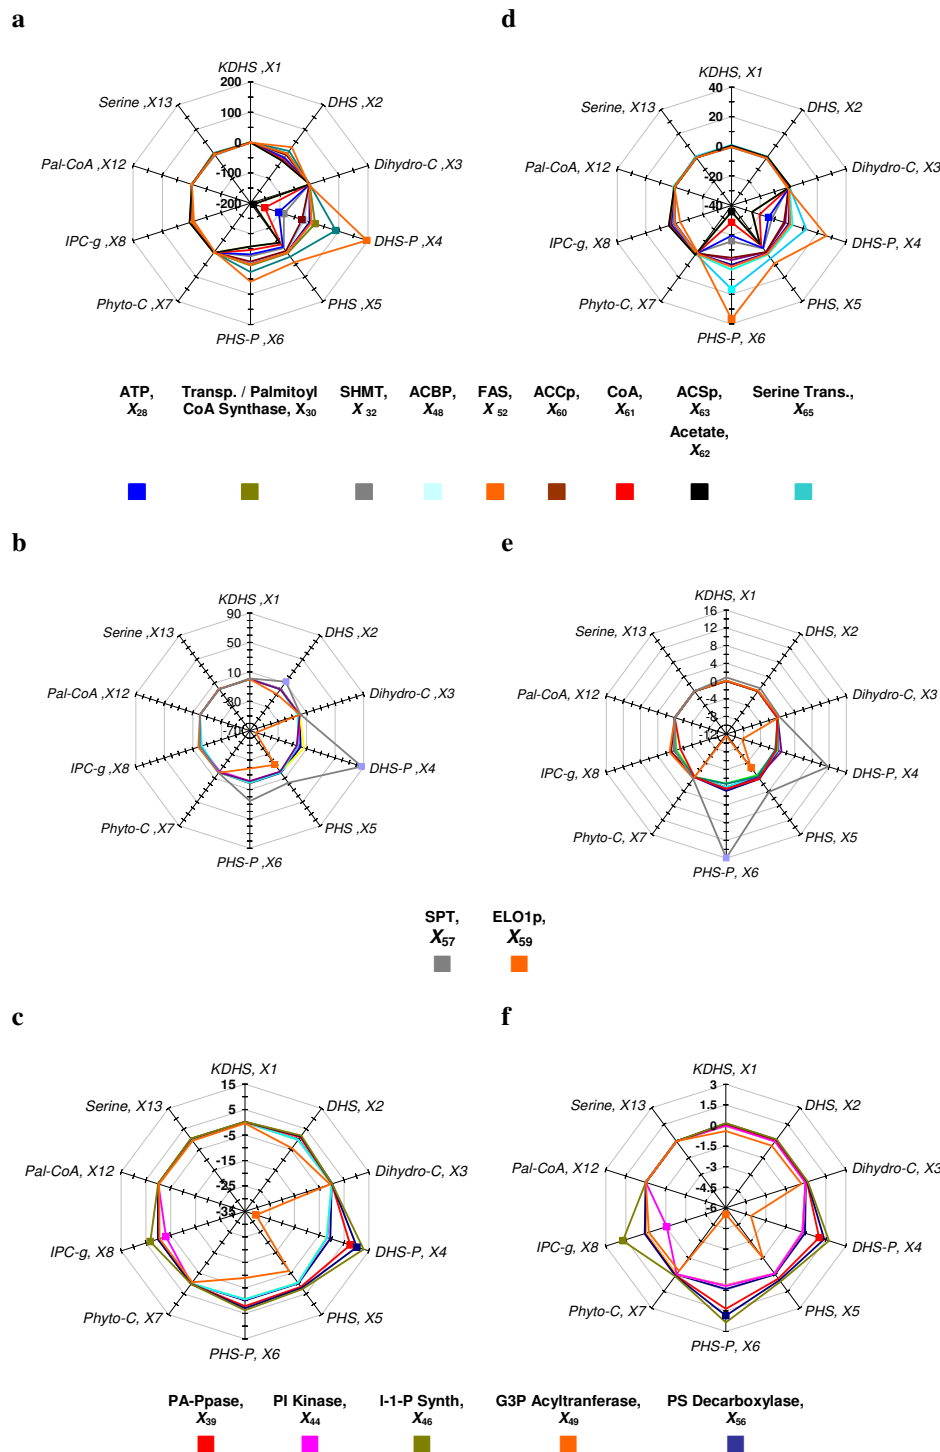 a
KDHS ,X1
200
100
0
-100
-200
DHS ,X2
Dihydro-C ,X3
DHS-P ,X4
PHS ,X5
PHS-P ,X6
Phyto-C ,X7
IPC-g ,X8
Pal-CoA ,X12
Serine ,X13
d
KDHS, X1
40
20
0
-20
-40
DHS, X2
Dihydro-C, X3
DHS-P, X4
PHS, X5
PHS-P, X6
Phyto-C, X7
IPC-g, X8
Pal-CoA, X12
Serine, X13
ATP, X28
Transp. / Palmitoyl CoA Synthase, X30
SHMT, X 32
ACBP, X48
FAS, X 52
ACCp, X60
CoA, X61
ACSp, X63
Acetate, X62
Serine Trans., X65
b
KDHS ,X1
90
50
10
DHS ,X2
Dihydro-C ,X3
DHS-P ,X4
PHS ,X5
PHS-P ,X6
Phyto-C ,X7
IPC-g ,X8
Pal-CoA ,X12
Serine ,X13
e
KDHS, X1
16
12
8
4
0
DHS, X2
Dihydro-C, X3
DHS-P, X4
PHS, X5
PHS-P, X6
Phyto-C, X7
IPC-g, X8
Pal-CoA, X12
Serine, X13
SPT, X57
ELO1p, X59
c
KDHS, X1
15
5
-5
-15
-25
-35
DHS, X2
Dihydro-C, X3
DHS-P, X4
PHS, X5
PHS-P, X6
Phyto-C, X7
IPC-g, X8
Pal-CoA, X12
Serine, X13
f
KDHS, X1
3
1.5
0
-1.5
-3
-4.5
-6
DHS, X2
Dihydro-C, X3
DHS-P, X4
PHS, X5
PHS-P, X6
Phyto-C, X7
IPC-g, X8
Pal-CoA, X12
Serine, X13
PA-Ppase, X39
PI Kinase, X44
I-1-P Synth, X46
G3P Acyltranferase, X49
PS Decarboxylase, X56